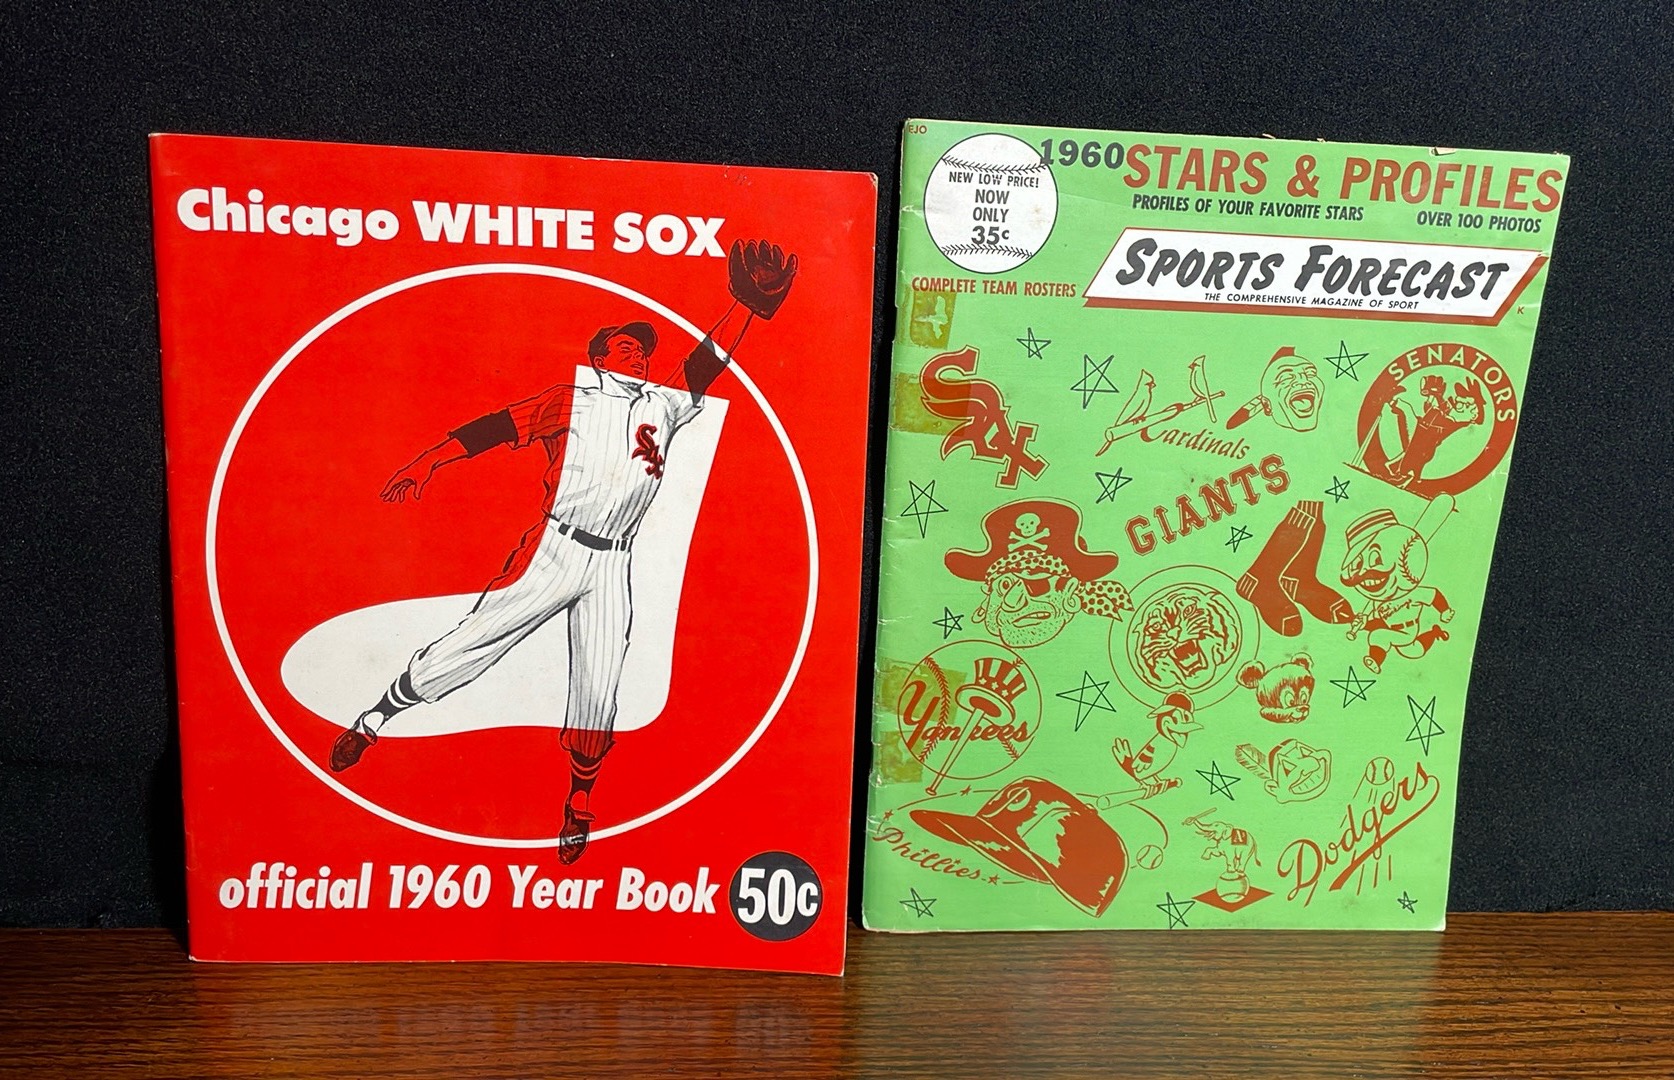 Chicago WHITE SOX
Sox
official 1960 Year Book 50c
EJO
1960 STARS & PROFILES
PROFILES OF YOUR FAVORITE STARS
OVER 100 PHOTOS
NEW LOW PRICE!
NOW
ONLY
35c
COMPLETE TEAM ROSTERS
SPORTS FORECAST
THE COMPREHENSIVE MAGAZINE OF SPORT
K
Sox
Cardinals
SENATORS
GIANTS
Yankees
P
Phillies
Dodgers